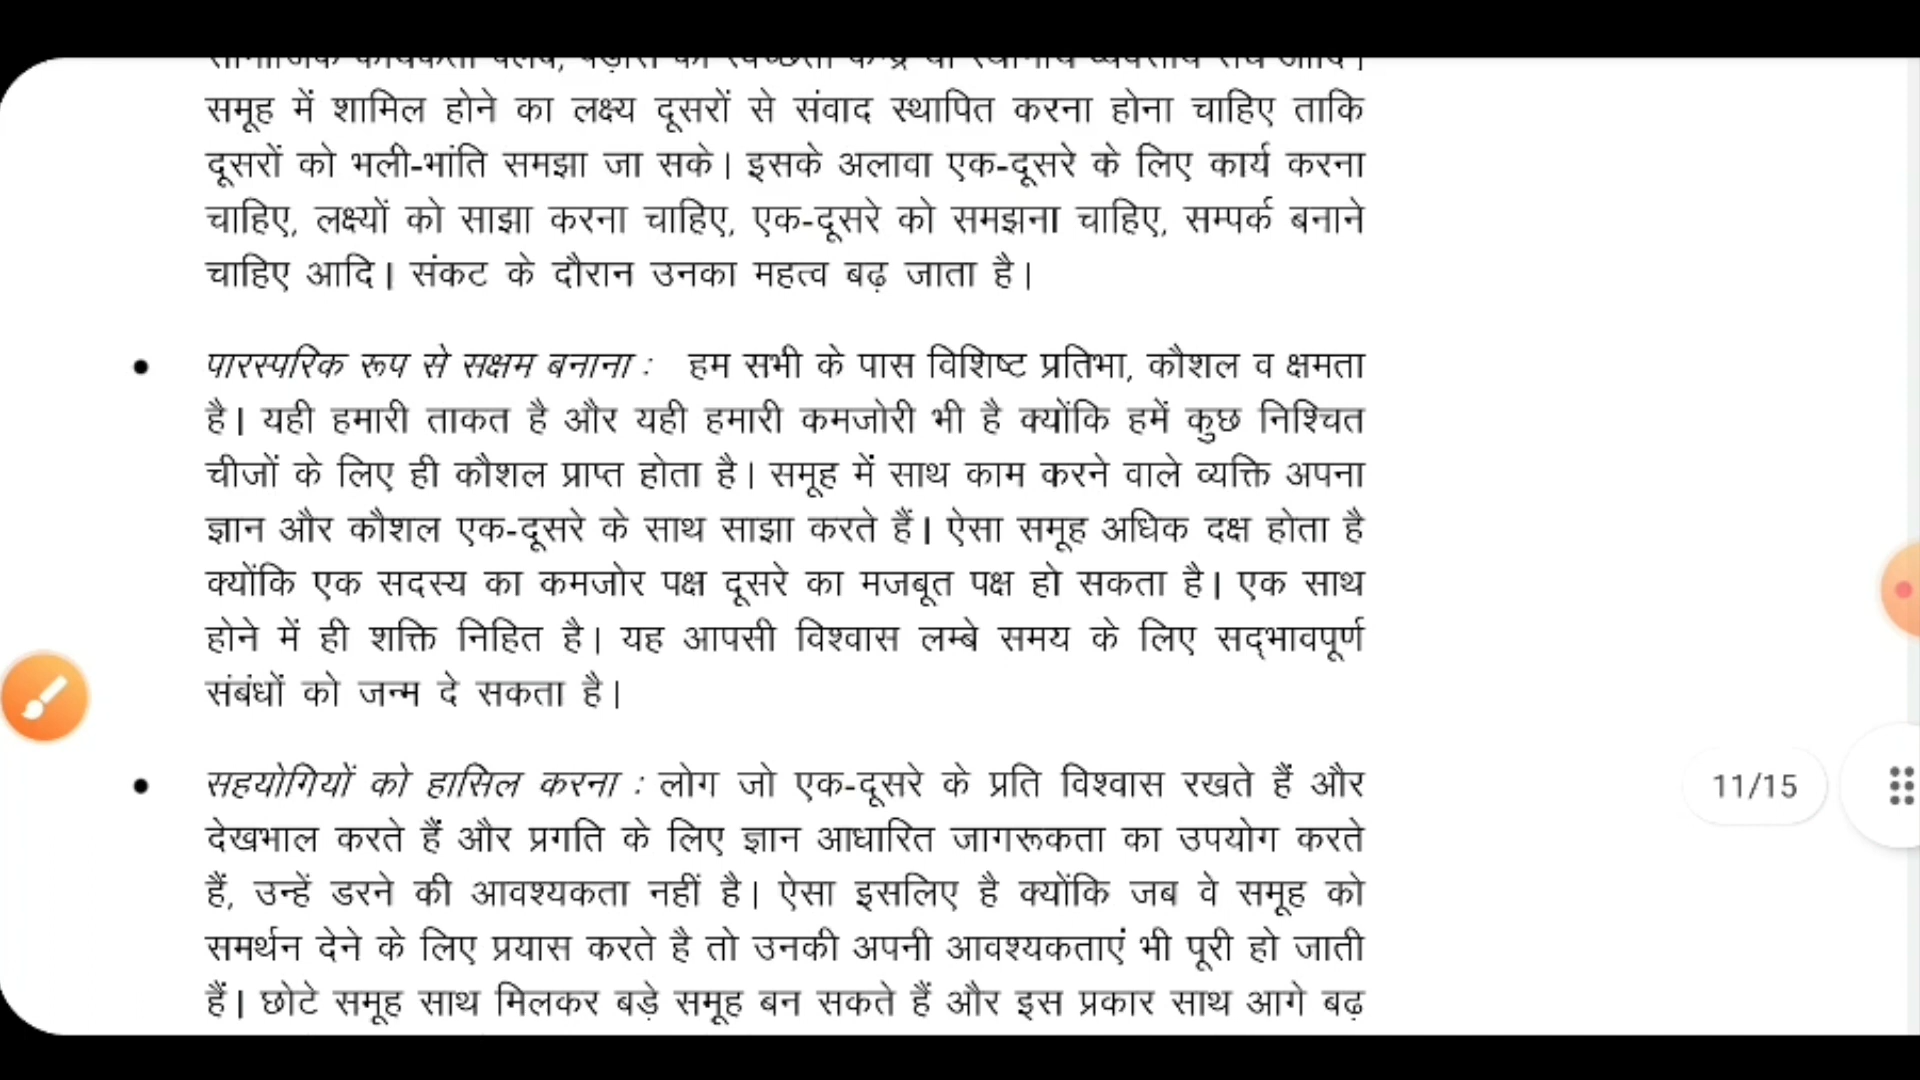 समूह में शामिल होने का लक्ष्य दूसरों से संवाद स्थापित करना होना चाहिए ताकि
दूसरों को भली-भांति समझा जा सके। इसके अलावा एक-दूसरे के लिए कार्य करना
चाहिए, लक्ष्यों को साझा करना चाहिए, एक-दूसरे को समझना चाहिए, सम्पर्क बनाने
चाहिए आदि। संकट के दौरान उनका महत्व बढ़ जाता है।
• पारस्परिक रूप से सक्षम बनाना : हम सभी के पास विशिष्ट प्रतिभा, कौशल व क्षमता
है। यही हमारी ताकत है और यही हमारी कमजोरी भी है क्योंकि हमें कुछ निश्चित
चीजों के लिए ही कौशल प्राप्त होता है। समूह में साथ काम करने वाले व्यक्ति अपना
ज्ञान और कौशल एक-दूसरे के साथ साझा करते हैं। ऐसा समूह अधिक दक्ष होता है
क्योंकि एक सदस्य का कमजोर पक्ष दूसरे का मजबूत पक्ष हो सकता है। एक साथ
होने में ही शक्ति निहित है। यह आपसी विश्वास लम्बे समय के लिए सद्भावपूर्ण
संबंधों को जन्म दे सकता है।
• सहयोगियों को हासिल करना : लोग जो एक-दूसरे के प्रति विश्वास रखते हैं और
देखभाल करते हैं और प्रगति के लिए ज्ञान आधारित जागरूकता का उपयोग करते
हैं, उन्हें डरने की आवश्यकता नहीं है। ऐसा इसलिए है क्योंकि जब वे समूह को
समर्थन देने के लिए प्रयास करते है तो उनकी अपनी आवश्यकताएं भी पूरी हो जाती
हैं। छोटे समूह साथ मिलकर बड़े समूह बन सकते हैं और इस प्रकार साथ आगे बढ़
11/15